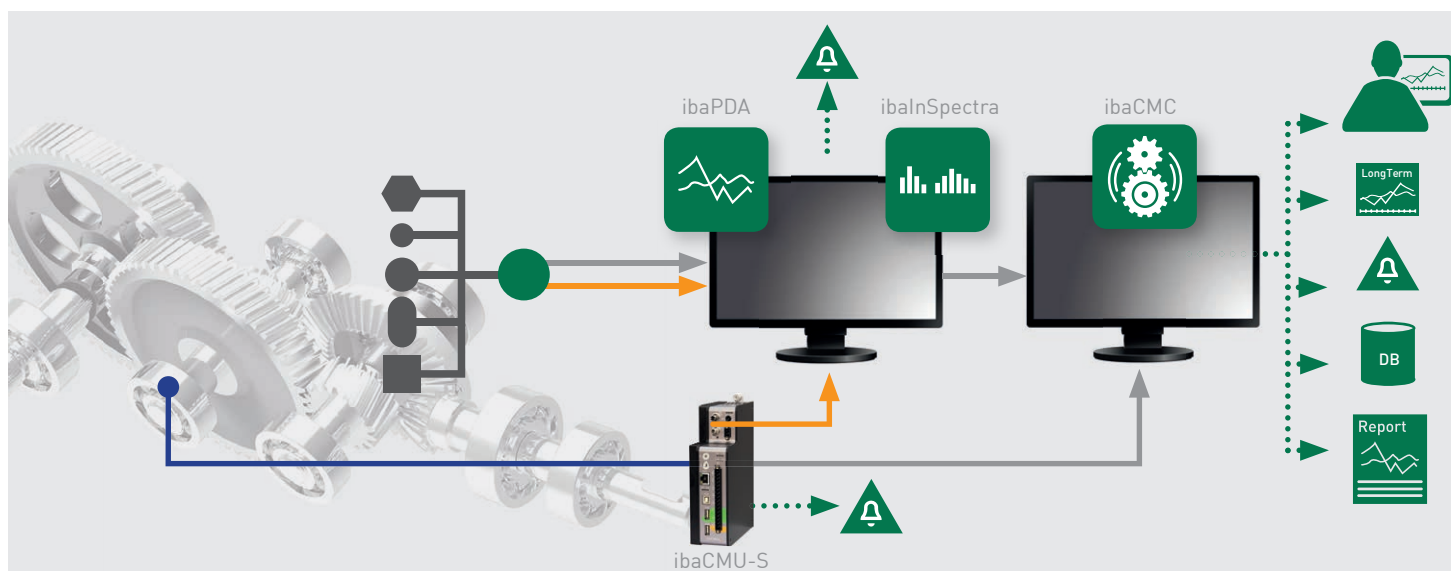 ibaPDA
ibaInSpectra
ibaCMC
LongTerm
DB
Report
ibaCMU-S